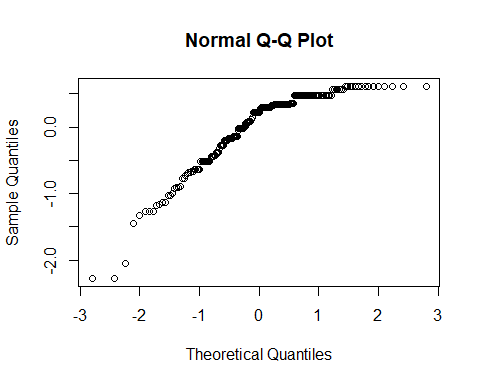 Normal Q-Q Plot
0.0
-1.0
-2.0
Sample Quantiles
-3 -2 -1 0 1 2 3
Theoretical Quantiles